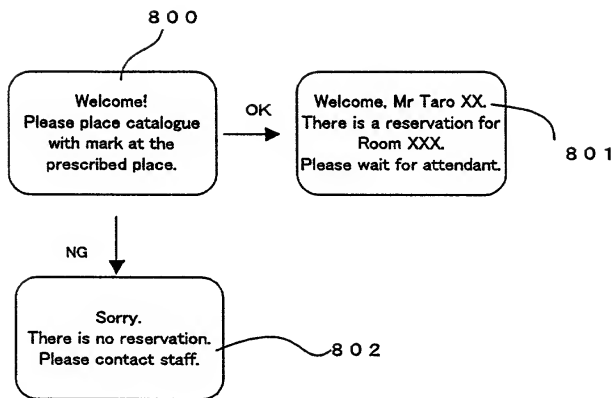 800
Welcome!
Please place catalogue
with mark at the
prescribed place.
OK
Welcome, Mr Taro XX.
There is a reservation for
Room XXX.
Please wait for attendant.
801
NG
Sorry.
There is no reservation.
Please contact staff.
802